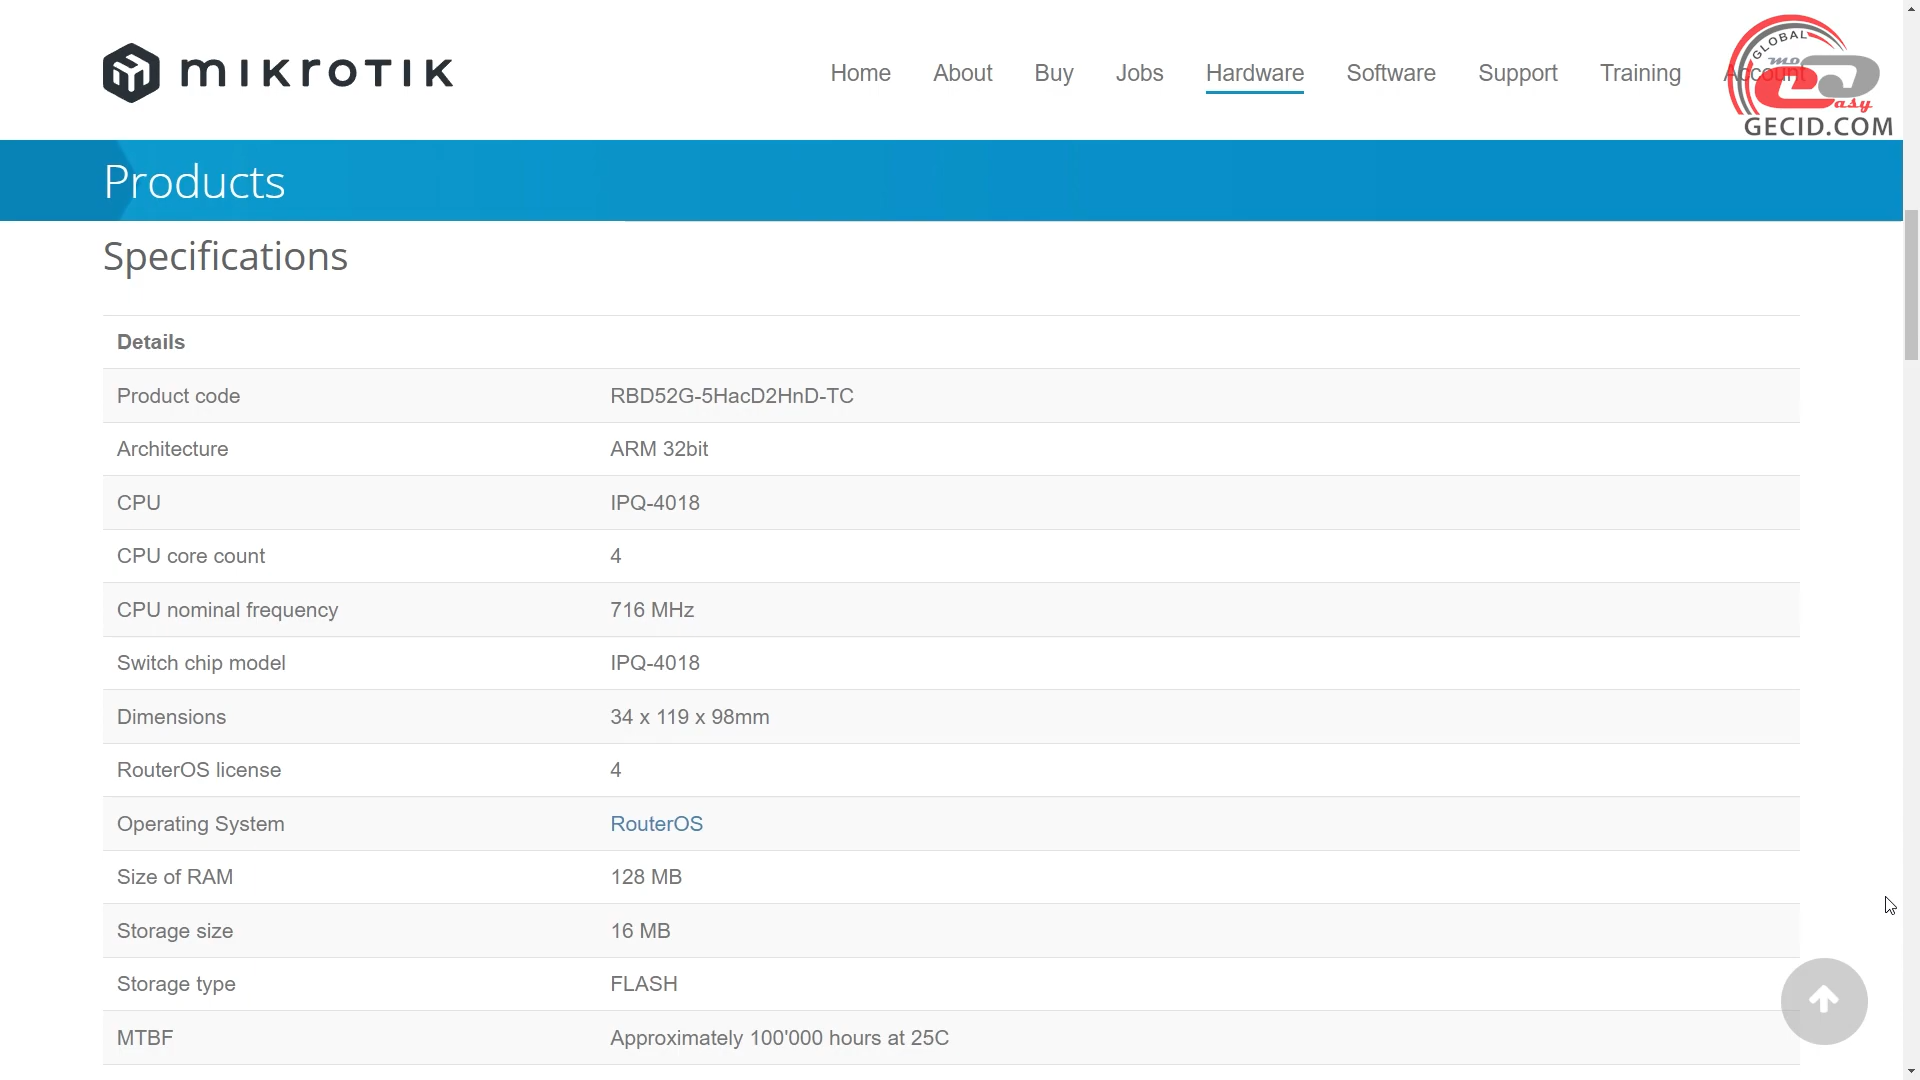 MIKROTIK
Home About Buy Jobs Hardware Software Support Training Account
GLOBAL
mo
asy
GECID.COM
Products
Specifications
Details
Product code RBD52G-5HacD2HnD-TC
Architecture ARM 32bit
CPU IPQ-4018
CPU core count 4
CPU nominal frequency 716 MHz
Switch chip model IPQ-4018
Dimensions 34 x 119 x 98mm
RouterOS license 4
Operating System RouterOS
Size of RAM 128 MB
Storage size 16 MB
Storage type FLASH
MTBF Approximately 100'000 hours at 25C